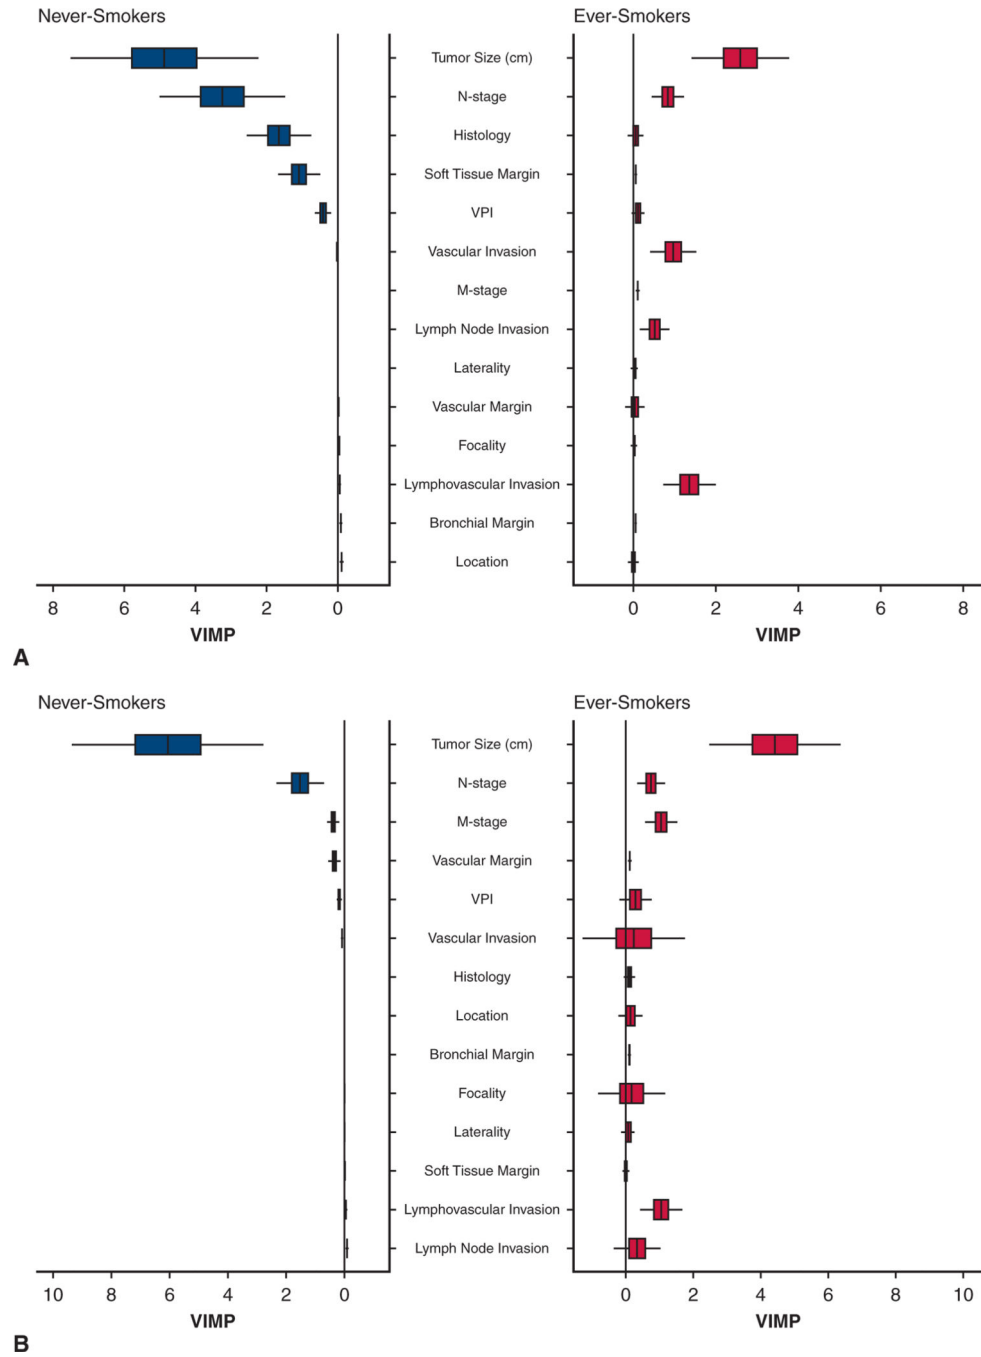 Never-Smokers
Ever-Smokers
Tumor Size (cm)
N-stage
Histology
Soft Tissue Margin
VPI
Vascular Invasion
M-stage
Lymph Node Invasion
Laterality
Vascular Margin
Focality
Lymphovascular Invasion
Bronchial Margin
Location
8 6 4 2 0
0 2 4 6 8
VIMP
VIMP
A
Never-Smokers
Ever-Smokers
Tumor Size (cm)
N-stage
M-stage
Vascular Margin
VPI
Vascular Invasion
Histology
Location
Bronchial Margin
Focality
Laterality
Soft Tissue Margin
Lymphovascular Invasion
Lymph Node Invasion
10 8 6 4 2 0
0 2 4 6 8 10
VIMP
VIMP
B